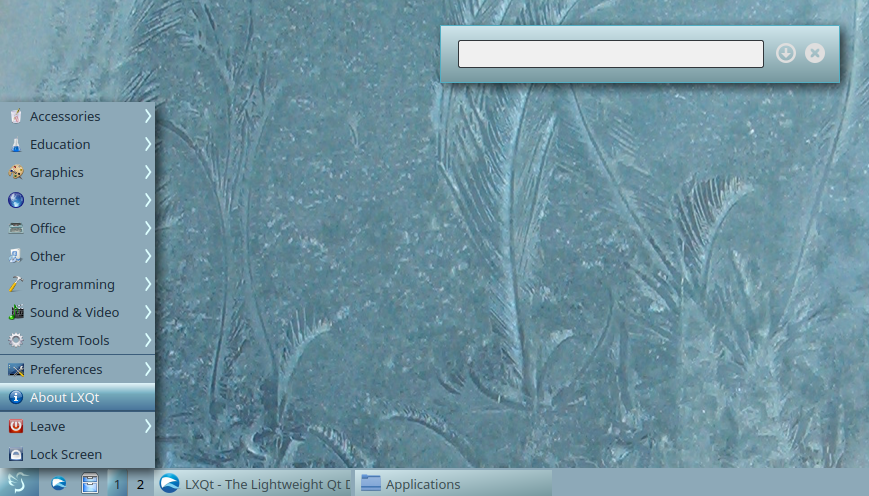 Accessories
Education
Graphics
Internet
Office
Other
Programming
Sound & Video
System Tools
Preferences
About LXQt
Leave
Lock Screen
1 2 LXQt - The Lightweight Qt D Applications